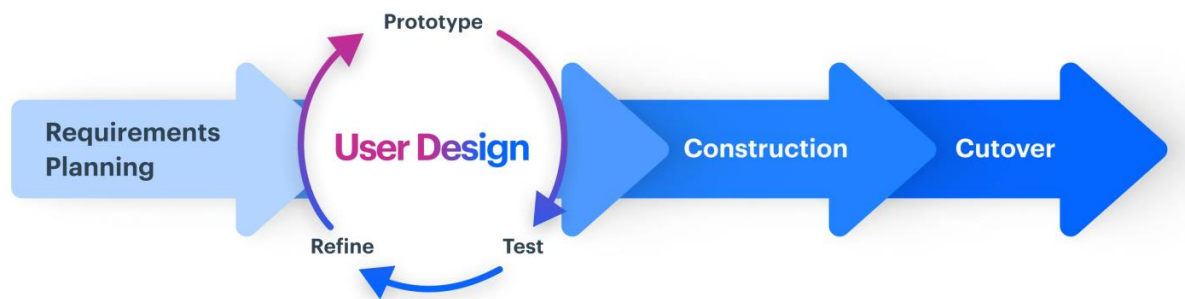 Prototype
Requirements
Planning
User Design
Construction
Cutover
Refine
Test